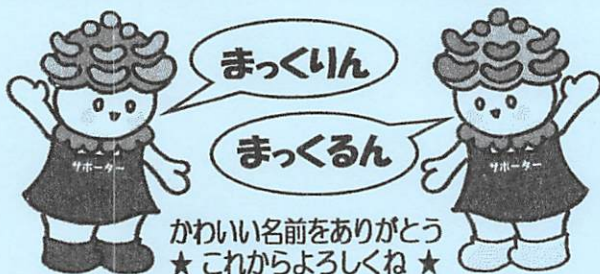 まっくりん
まっくるん
サポーター
サポーター
かわいい名前をありがとう
★ これからよろしくね ★